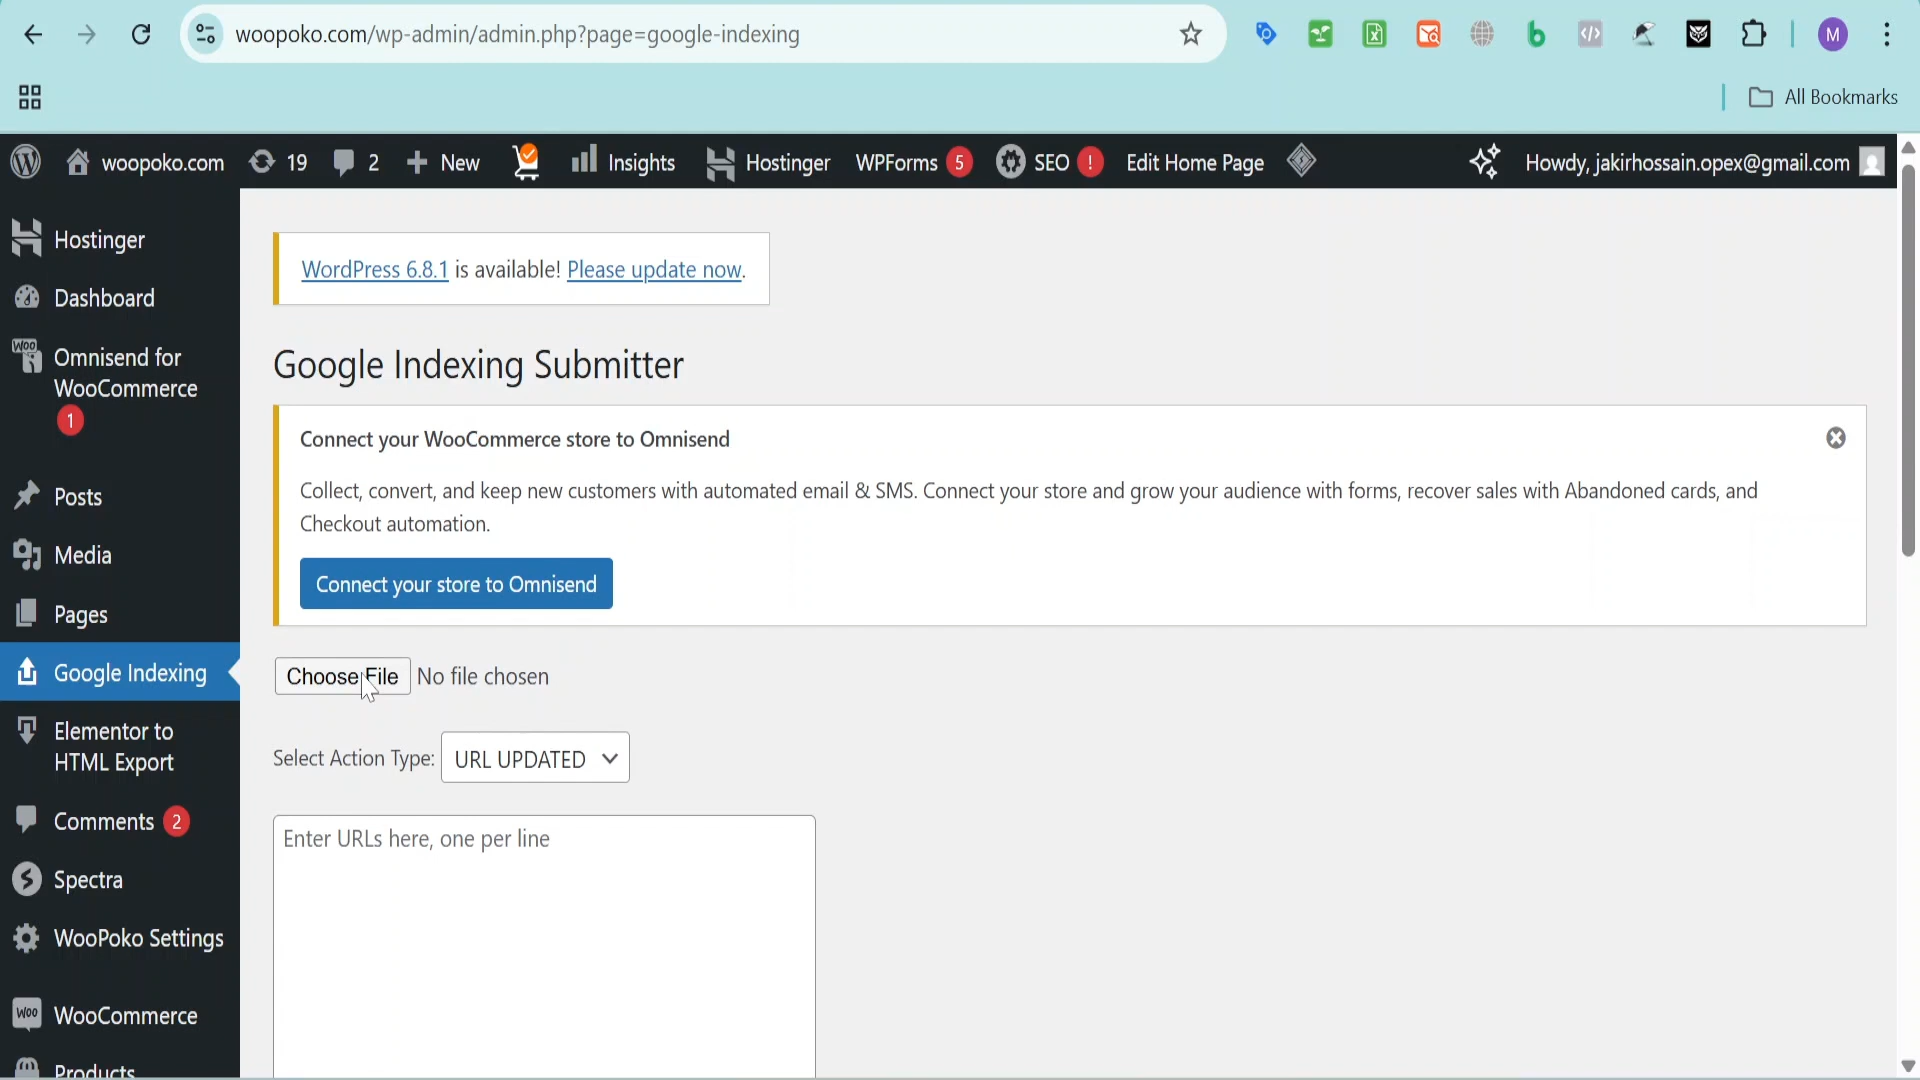 woopoko.com/wp-admin/admin.php?page=google-indexing
M
All Bookmarks
woopoko.com 19 2 New Insights Hostinger WPForms 5 SEO ! Edit Home Page Howdy, jakirhossain.opex@gmail.com
Hostinger
Dashboard
Omnisend for
WooCommerce
1
Posts
Media
Pages
Google Indexing
Elementor to
HTML Export
Comments 2
Spectra
WooPoko Settings
WooCommerce
Products
WordPress 6.8.1 is available! Please update now.
Google Indexing Submitter
Connect your WooCommerce store to Omnisend
Collect, convert, and keep new customers with automated email & SMS. Connect your store and grow your audience with forms, recover sales with Abandoned cards, and
Checkout automation.
Connect your store to Omnisend
Choose File No file chosen
Select Action Type: URL UPDATED
Enter URLs here, one per line